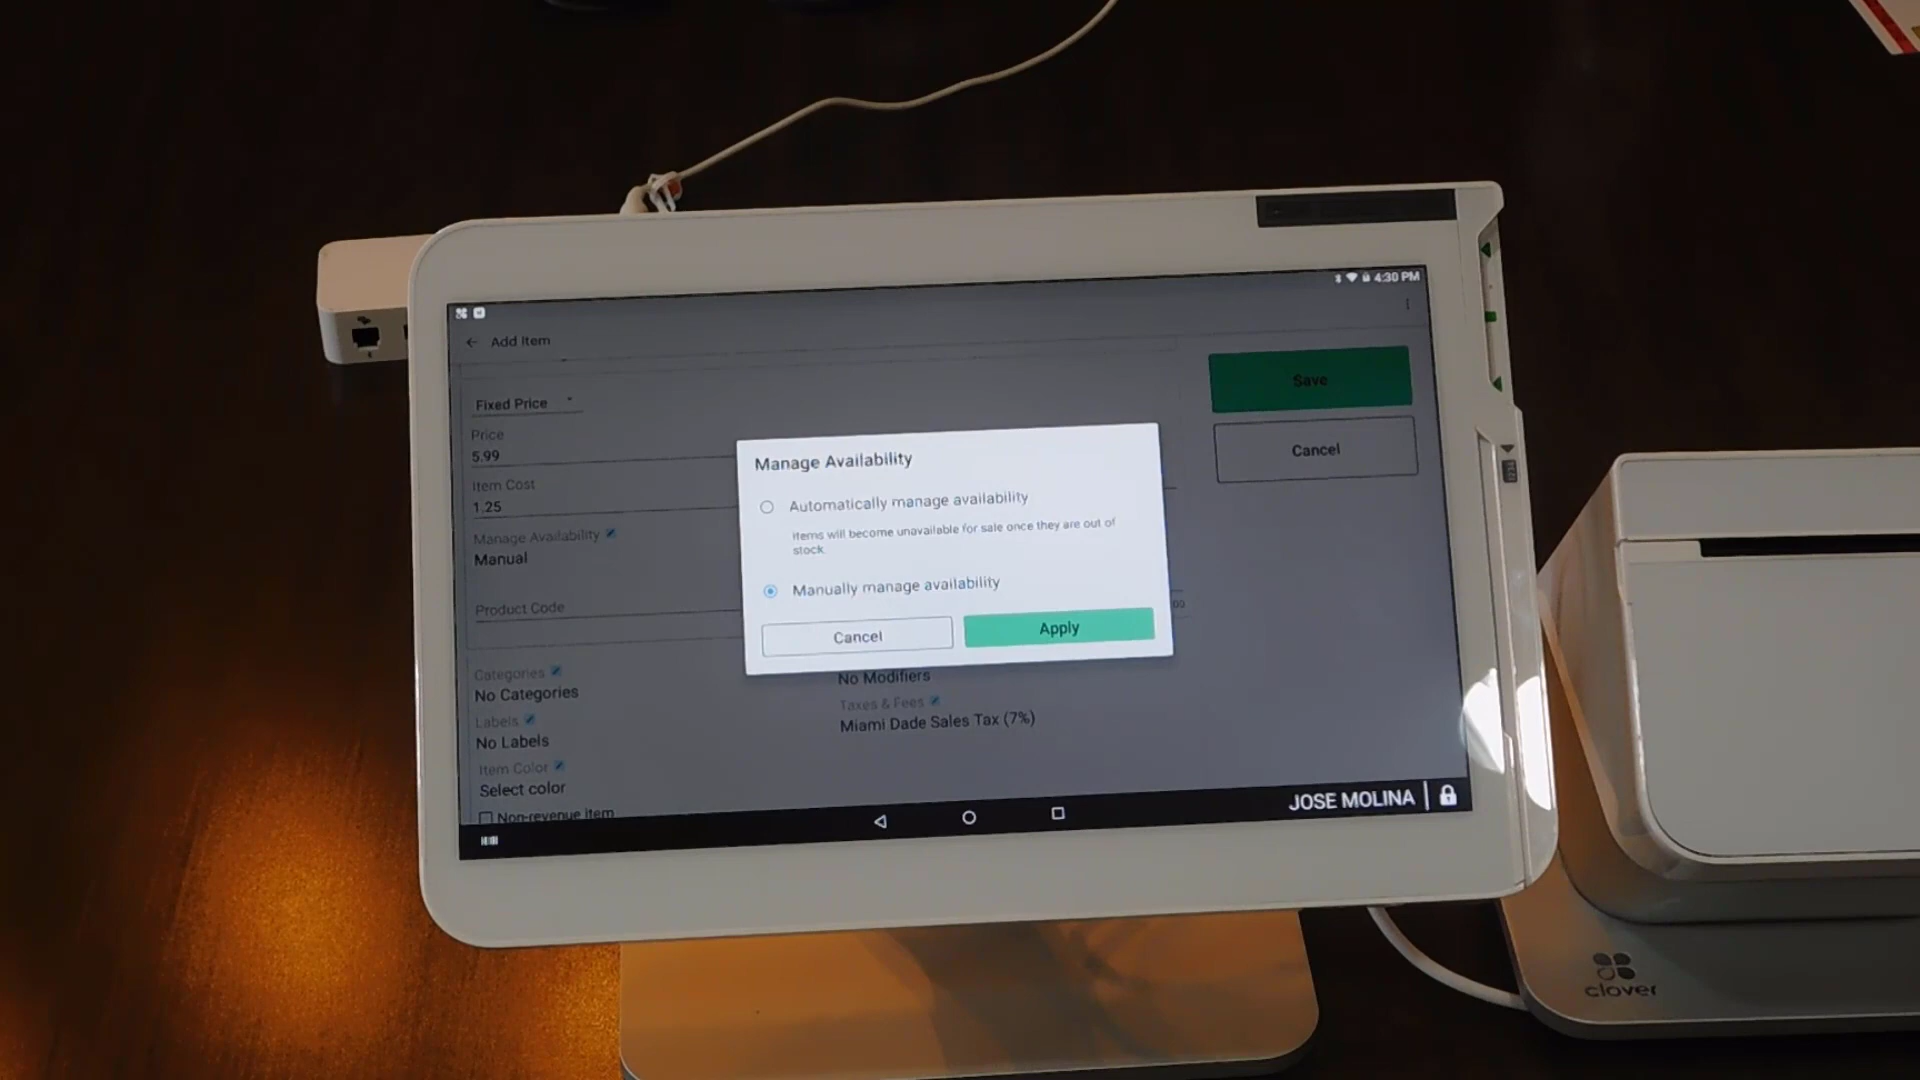 4:30 PM
Add Item
Fixed Price
Save
Price
5.99
Cancel
Item Cost
1.25
Manage Availability
Manual
Product Code
Manage Availability
Automatically manage availability
Items will become unavailable for sale once they are out of
stock.
Manually manage availability
Cancel
Apply
Categories
No Categories
No Modifiers
Labels
No Labels
Taxes & Fees
Miami Dade Sales Tax (7%)
Item Color
Select color
Non-revenue item
JOSE MOLINA
clover